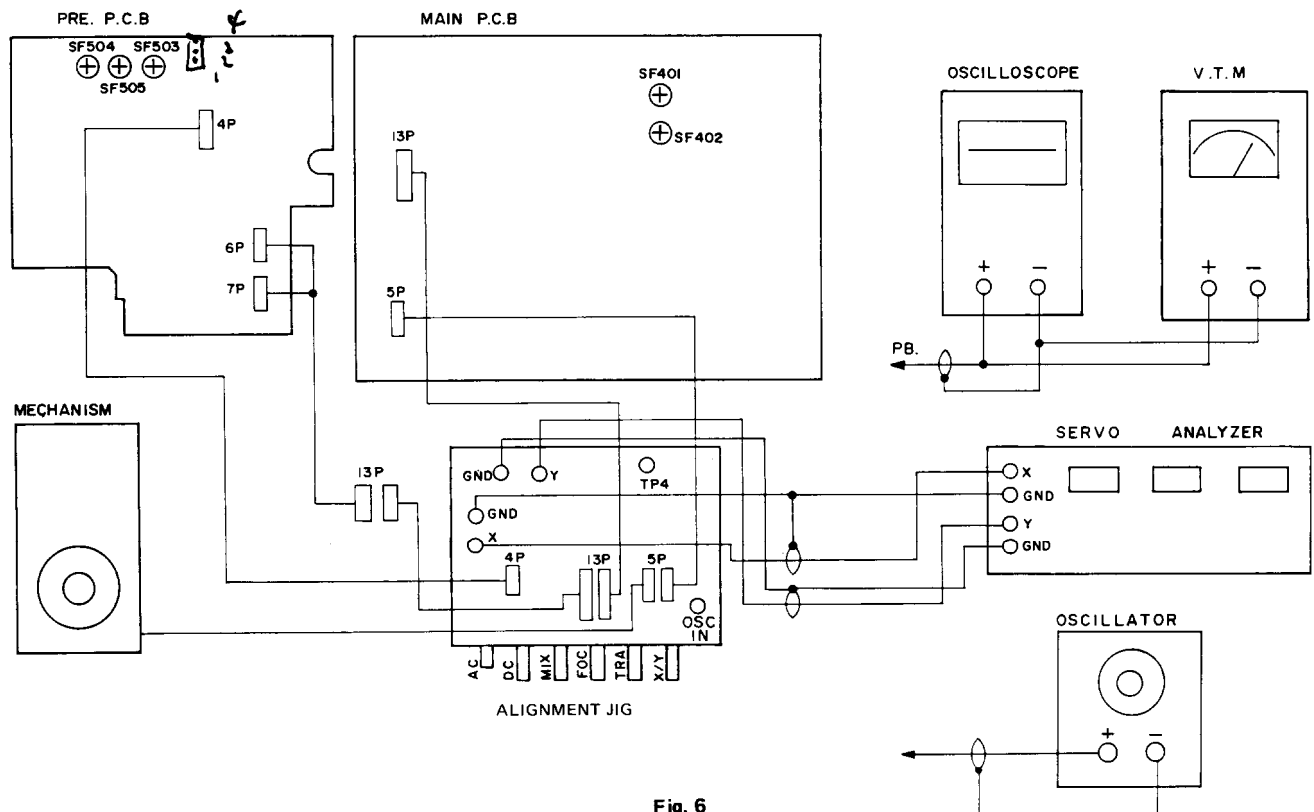 PRE. P.C.B
4
MAIN P.C.B
SF504
SF503
3
2
1
SF505
4P
6P
7P
13P
5P
SF401
SF402
OSCILLOSCOPE
V.T.M
+
−
+
−
PB.
MECHANISM
13P
GND
Y
TP4
GND
X
4P
13P
5P
OSC
IN
AC
DC
MIX
FOC
TRA
X/Y
ALIGNMENT JIG
SERVO ANALYZER
X
GND
Y
GND
OSCILLATOR
+
−
Fig. 6